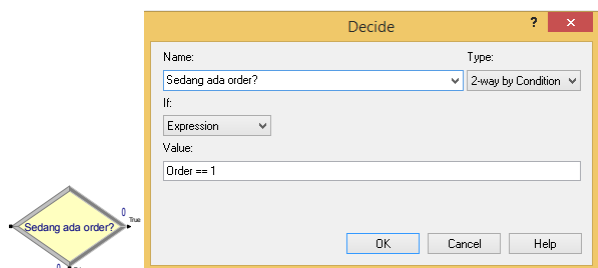 Decide
? x
Name: Type:
Sedang ada order? 2-way by Condition
If:
Expression
Value:
Order == 1
0
True
Sedang ada order?
0
OK Cancel Help